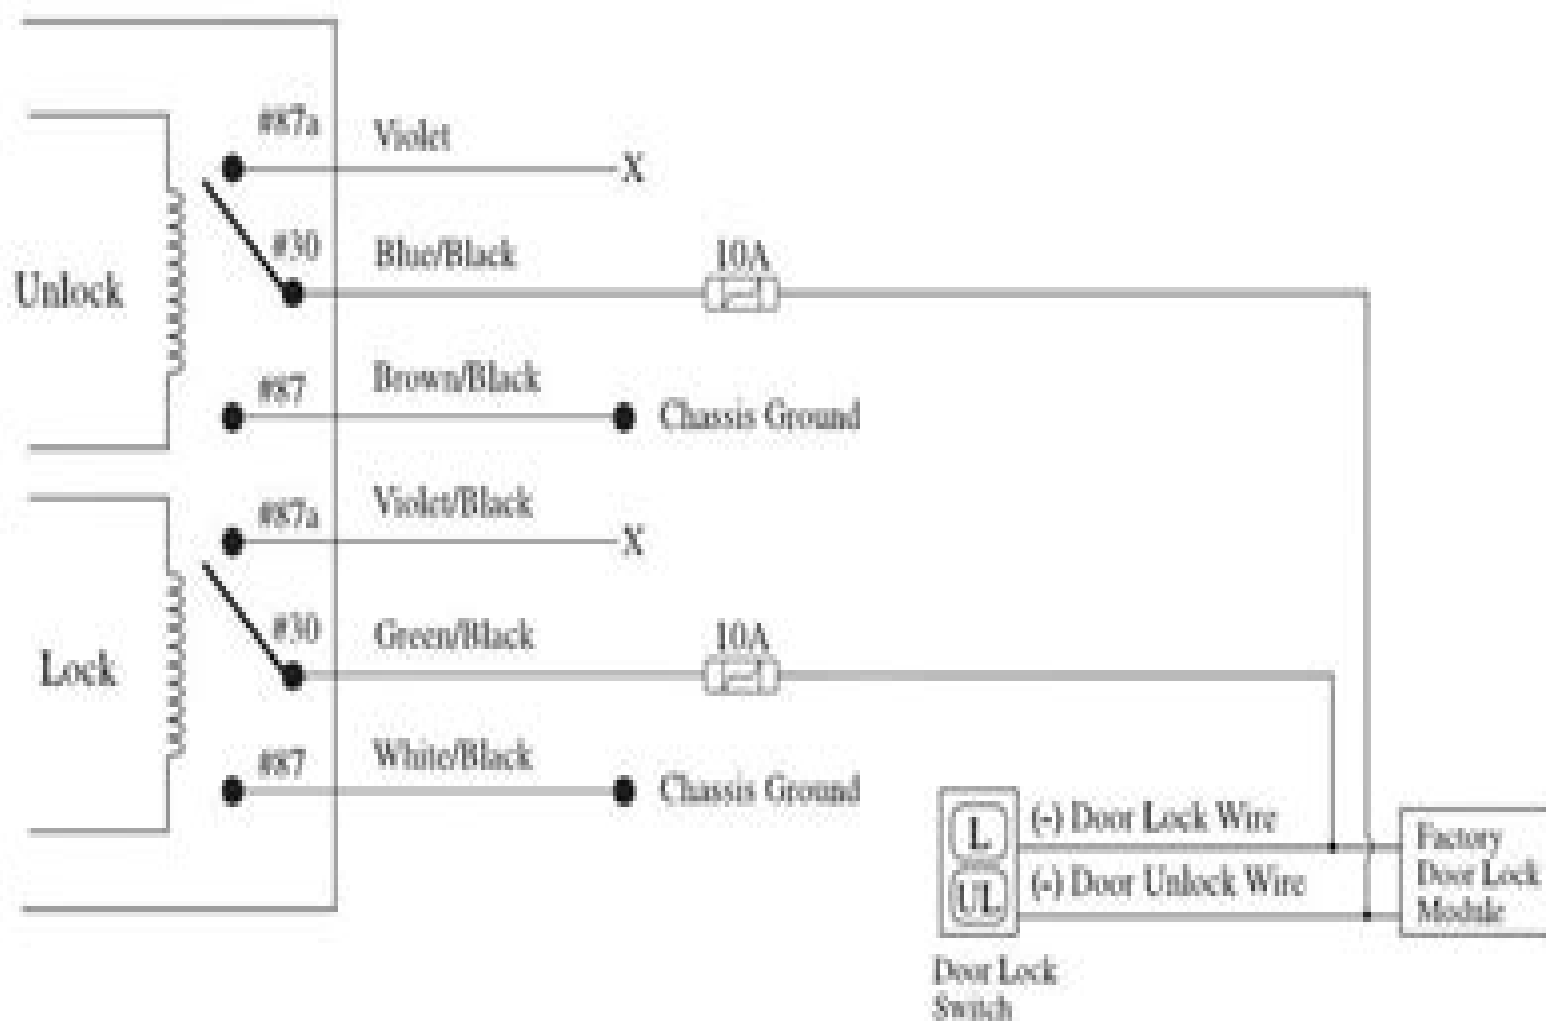 #87a
Violet
X
#30
Blue/Black
10A
Unlock
#87
Brown/Black
Chassis Ground
#87a
Violet/Black
X
#30
Green/Black
10A
Lock
#87
White/Black
Chassis Ground
L
(-) Door Lock Wire
UL
(-) Door Unlock Wire
Factory
Door Lock
Module
Door Lock
Switch